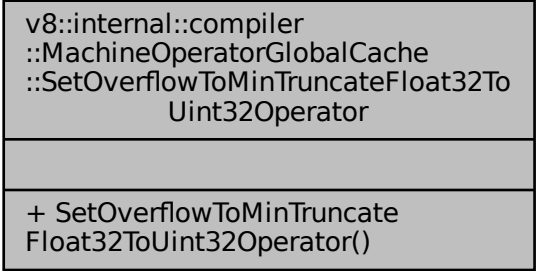 v8::internal::compiler
::MachineOperatorGlobalCache
::SetOverflowToMinTruncateFloat32To
Uint32Operator
+ SetOverflowToMinTruncate
Float32ToUint32Operator()